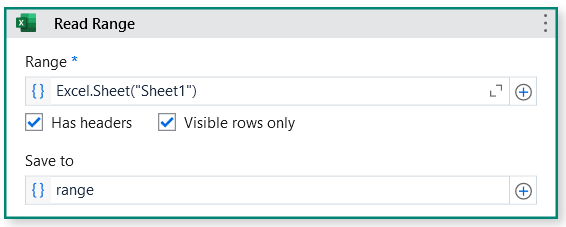 Read Range
Range *
{} Excel.Sheet("Sheet1")
Has headers Visible rows only
Save to
{} range